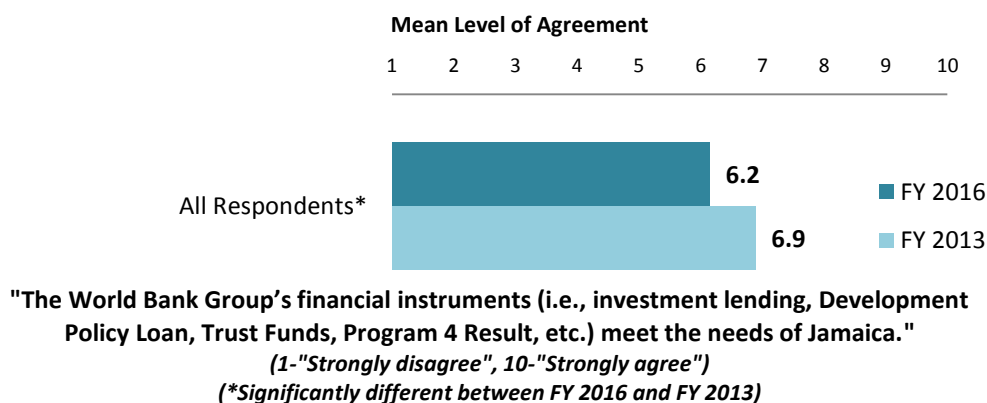 Mean Level of Agreement
1 2 3 4 5 6 7 8 9 10
6.2
All Respondents*
FY 2016
6.9
FY 2013
"The World Bank Group’s financial instruments (i.e., investment lending, Development
Policy Loan, Trust Funds, Program 4 Result, etc.) meet the needs of Jamaica."
(1-"Strongly disagree", 10-"Strongly agree")
(*Significantly different between FY 2016 and FY 2013)